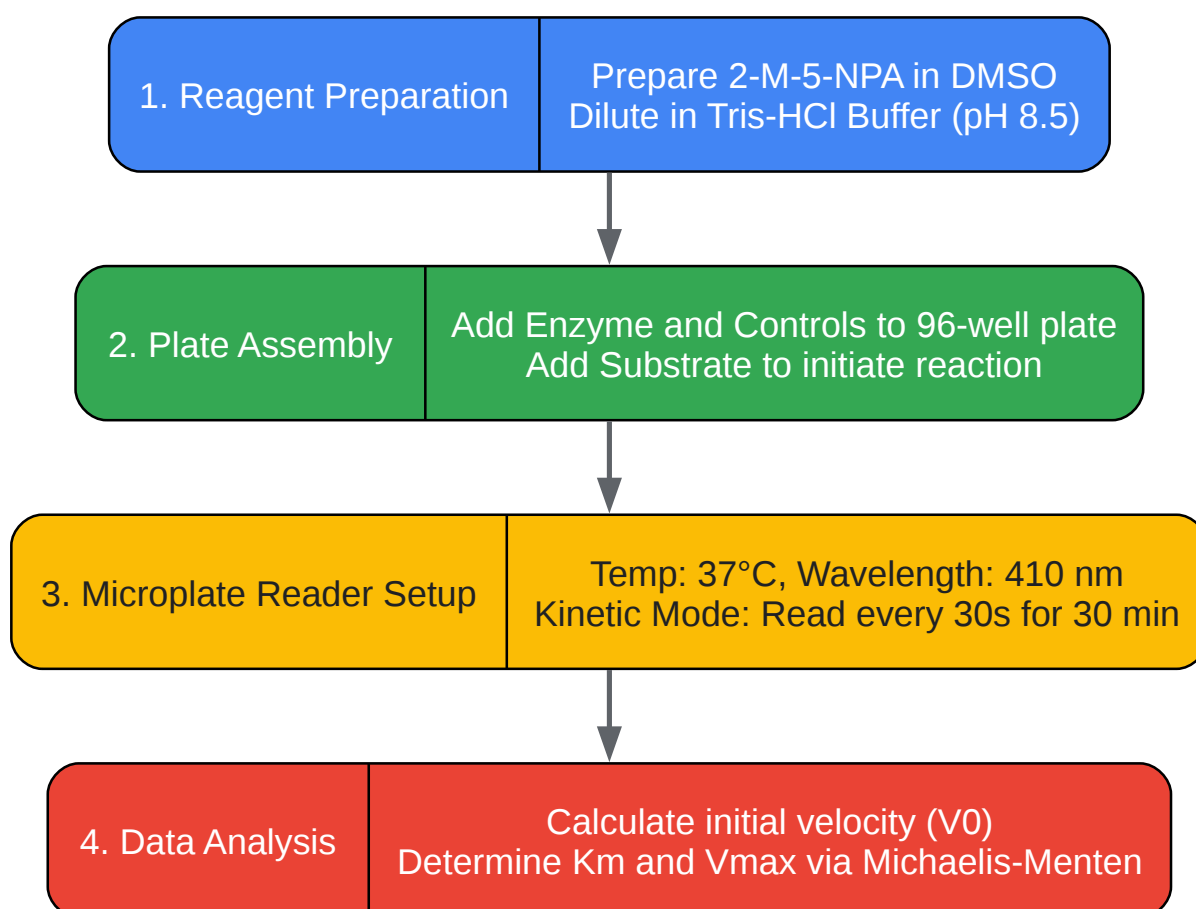 1. Reagent Preparation
Prepare 2-M-5-NPA in DMSO
Dilute in Tris-HCl Buffer (pH 8.5)
2. Plate Assembly
Add Enzyme and Controls to 96-well plate
Add Substrate to initiate reaction
3. Microplate Reader Setup
Temp: 37°C, Wavelength: 410 nm
Kinetic Mode: Read every 30s for 30 min
4. Data Analysis
Calculate initial velocity (V0)
Determine Km and Vmax via Michaelis-Menten